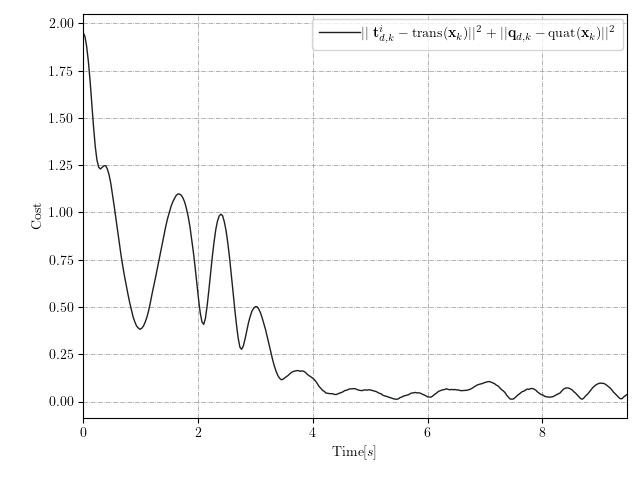 || t^i_{d,k} − trans(x_k)||^2 + ||q_{d,k} − quat(x_k)||^2
2.00
1.75
1.50
1.25
1.00
0.75
0.50
0.25
0.00
Cost
0 2 4 6 8
Time[s]